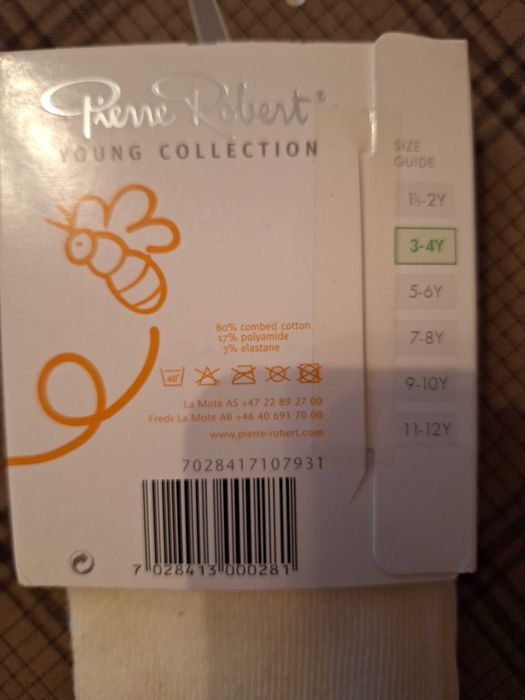 Pierre Robert®
YOUNG COLLECTION
SIZE
GUIDE
1½-2Y
3-4Y
5-6Y
7-8Y
9-10Y
11-12Y
80% combed cotton
17% polyamide
3% elastane
40°
La Mote AS +47 22 89 27 00
Freds La Mote AB +46 40 691 70 00
www.pierre-robert.com
7028417107931
7 028413 000281